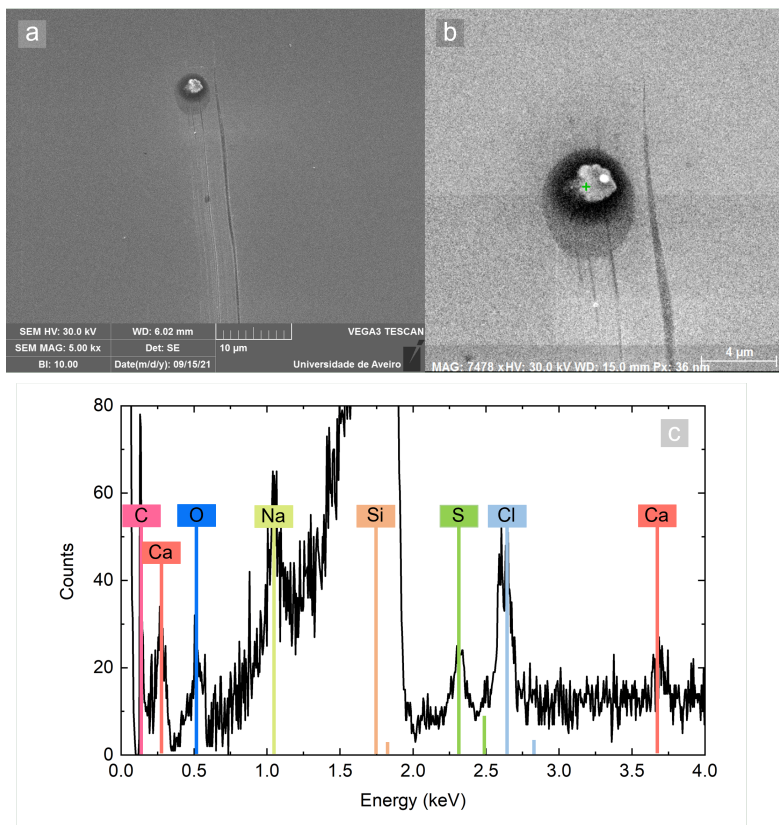 a
b
SEM HV: 30.0 kV WD: 6.02 mm VEGA3 TESCAN
SEM MAG: 5.00 kx Det: SE 10 µm
BI: 10.00 Date(m/d/y): 09/15/21 Universidade de Aveiro
4 µm
MAG: 7478 x HV: 30.0 kV WD: 15.0 mm Px: 36 nm
80
60
40
20
0
Counts
c
C O Na Si S Cl Ca
Ca
0.0 0.5 1.0 1.5 2.0 2.5 3.0 3.5 4.0
Energy (keV)